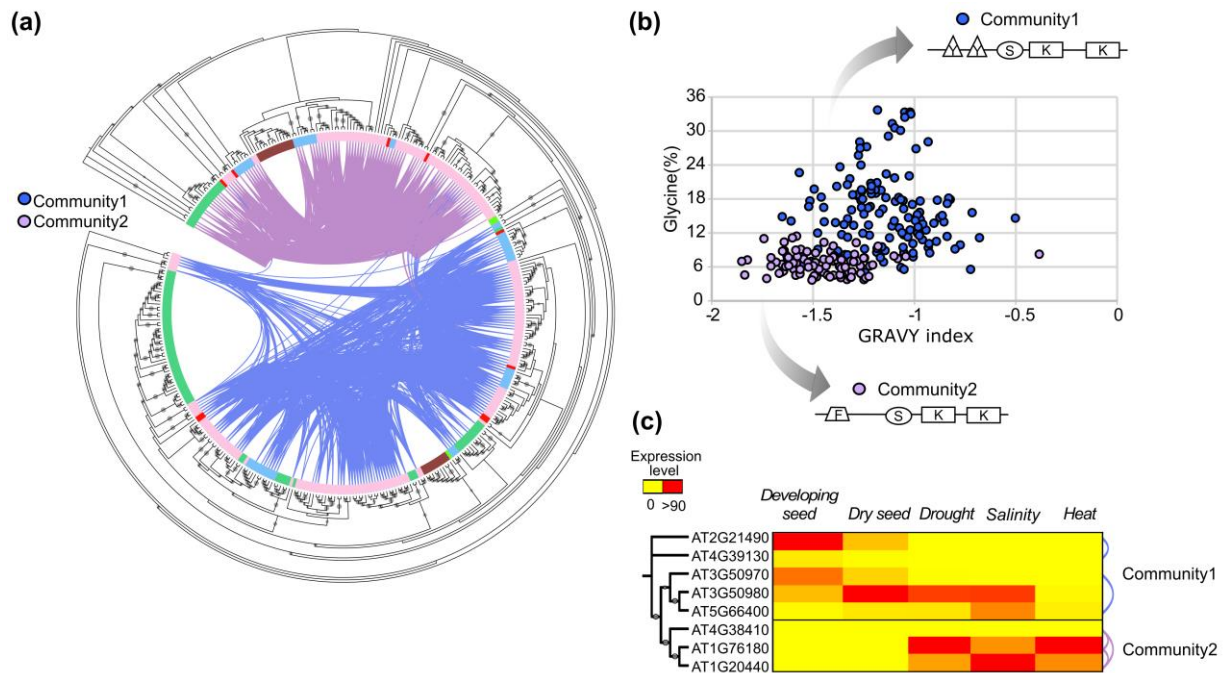 (a)
Community1
Community2
(b)
Community1
Y Y S K K
Glycine(%)
36
30
24
18
12
6
0
-2 -1.5 -1 -0.5 0
GRAVY index
Community2
F S K K
(c)
Expression
level
0 >90
Developing
seed
Dry seed
Drought
Salinity
Heat
AT2G21490
AT4G39130
AT3G50970
AT3G50980
AT5G66400
AT4G38410
AT1G76180
AT1G20440
Community1
Community2